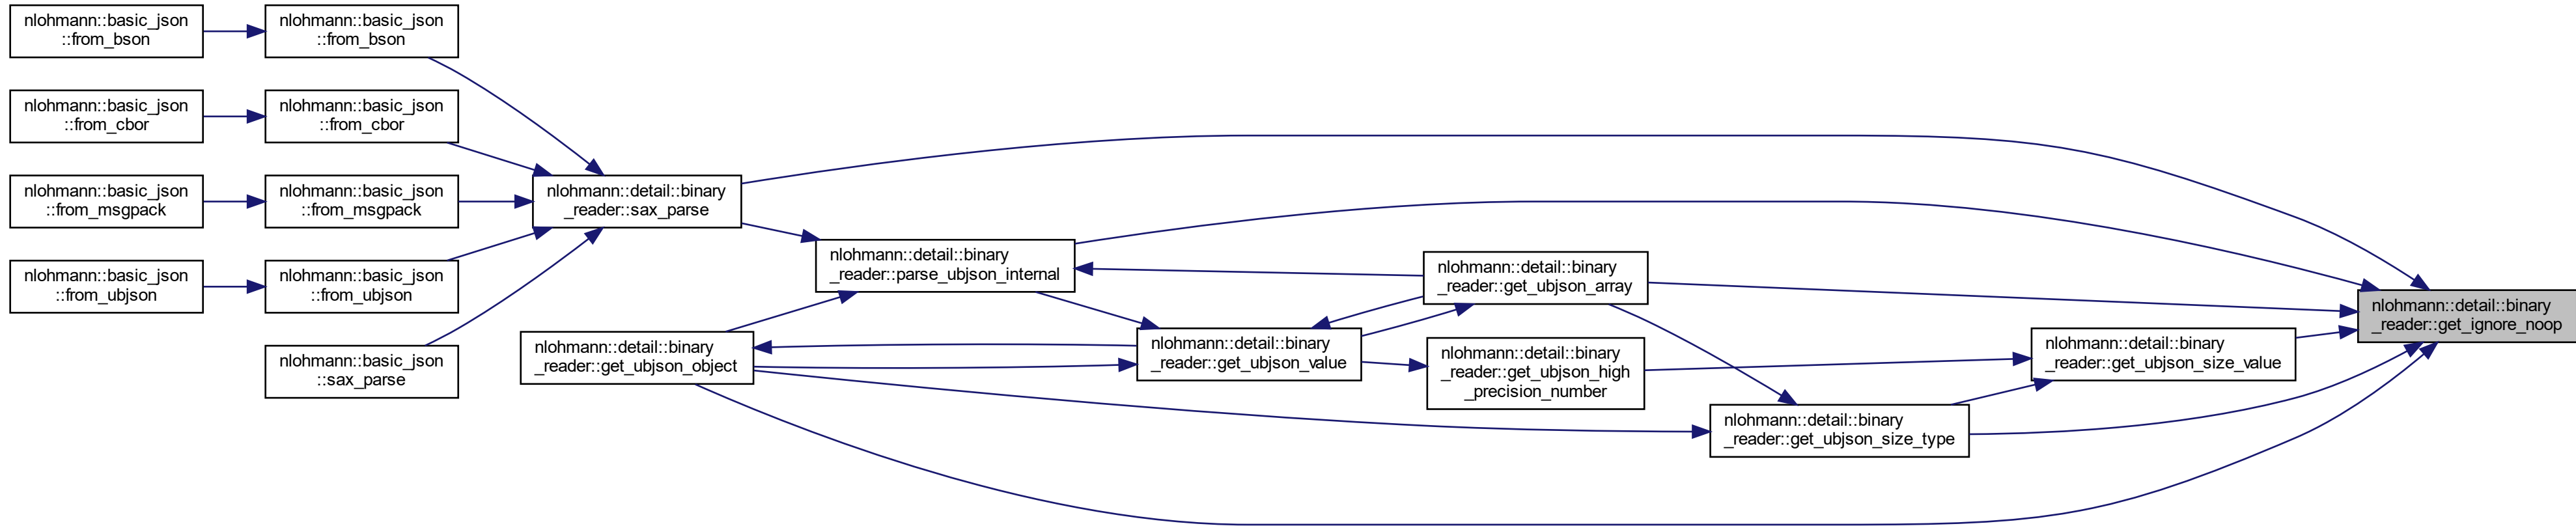 nlohmann::basic_json
::from_bson
nlohmann::basic_json
::from_bson
nlohmann::basic_json
::from_cbor
nlohmann::basic_json
::from_cbor
nlohmann::basic_json
::from_msgpack
nlohmann::basic_json
::from_msgpack
nlohmann::basic_json
::from_ubjson
nlohmann::basic_json
::from_ubjson
nlohmann::basic_json
::sax_parse
nlohmann::detail::binary
_reader::sax_parse
nlohmann::detail::binary
_reader::get_ubjson_object
nlohmann::detail::binary
_reader::parse_ubjson_internal
nlohmann::detail::binary
_reader::get_ubjson_value
nlohmann::detail::binary
_reader::get_ubjson_array
nlohmann::detail::binary
_reader::get_ubjson_high
_precision_number
nlohmann::detail::binary
_reader::get_ubjson_size_type
nlohmann::detail::binary
_reader::get_ubjson_size_value
nlohmann::detail::binary
_reader::get_ignore_noop